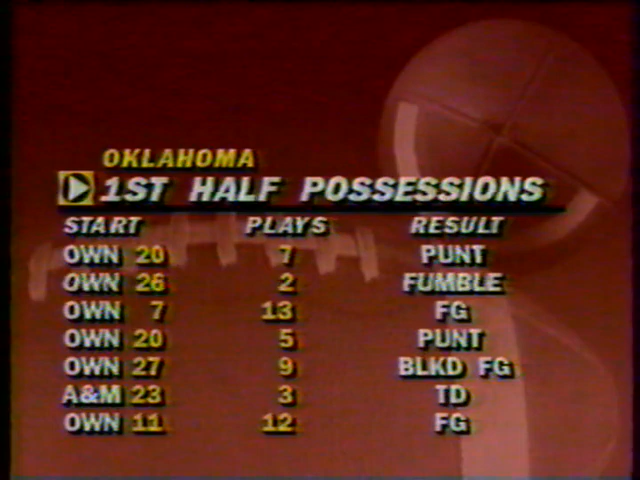 OKLAHOMA
1ST HALF POSSESSIONS
START PLAYS RESULT
OWN 20 7 PUNT
OWN 26 2 FUMBLE
OWN 7 13 FG
OWN 20 5 PUNT
OWN 27 9 BLKD FG
A&M 23 3 TD
OWN 11 12 FG